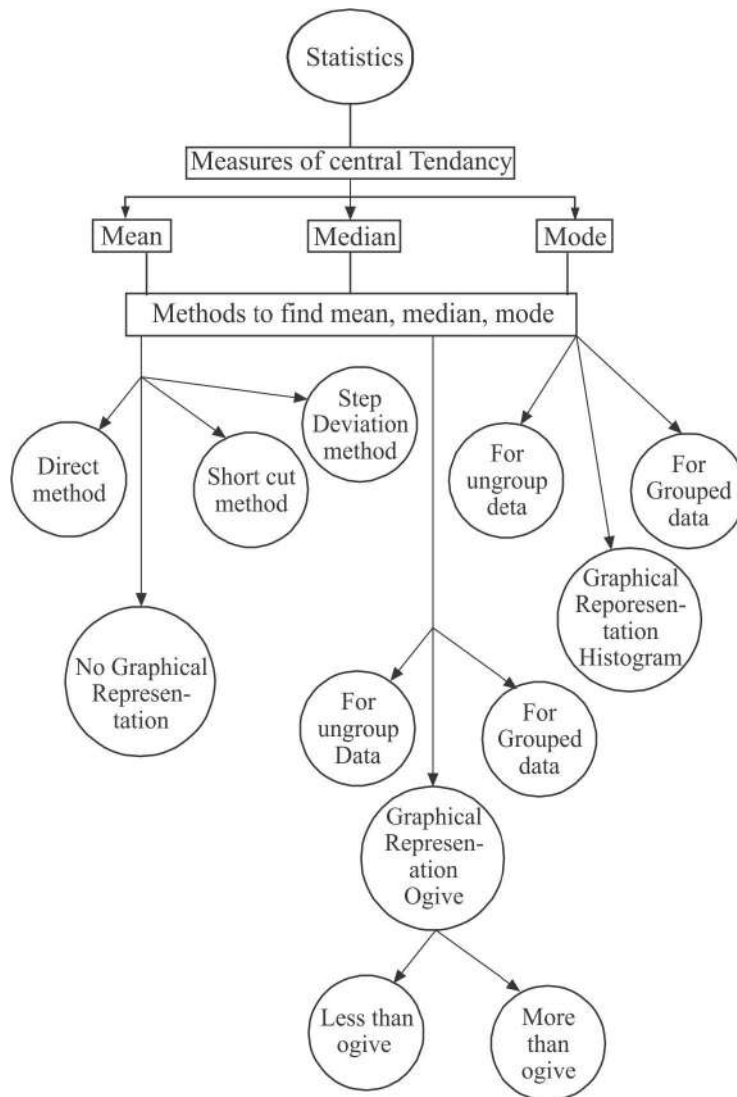 Statistics
Measures of central Tendancy
Mean
Median
Mode
Methods to find mean, median, mode
Direct
method
Short cut
method
Step
Deviation
method
For
ungroup
deta
For
Grouped
data
Graphical
Reporesen-
tation
Histogram
No Graphical
Represen-
tation
For
ungroup
Data
For
Grouped
data
Graphical
Represen-
ation
Ogive
Less than
ogive
More
than
ogive